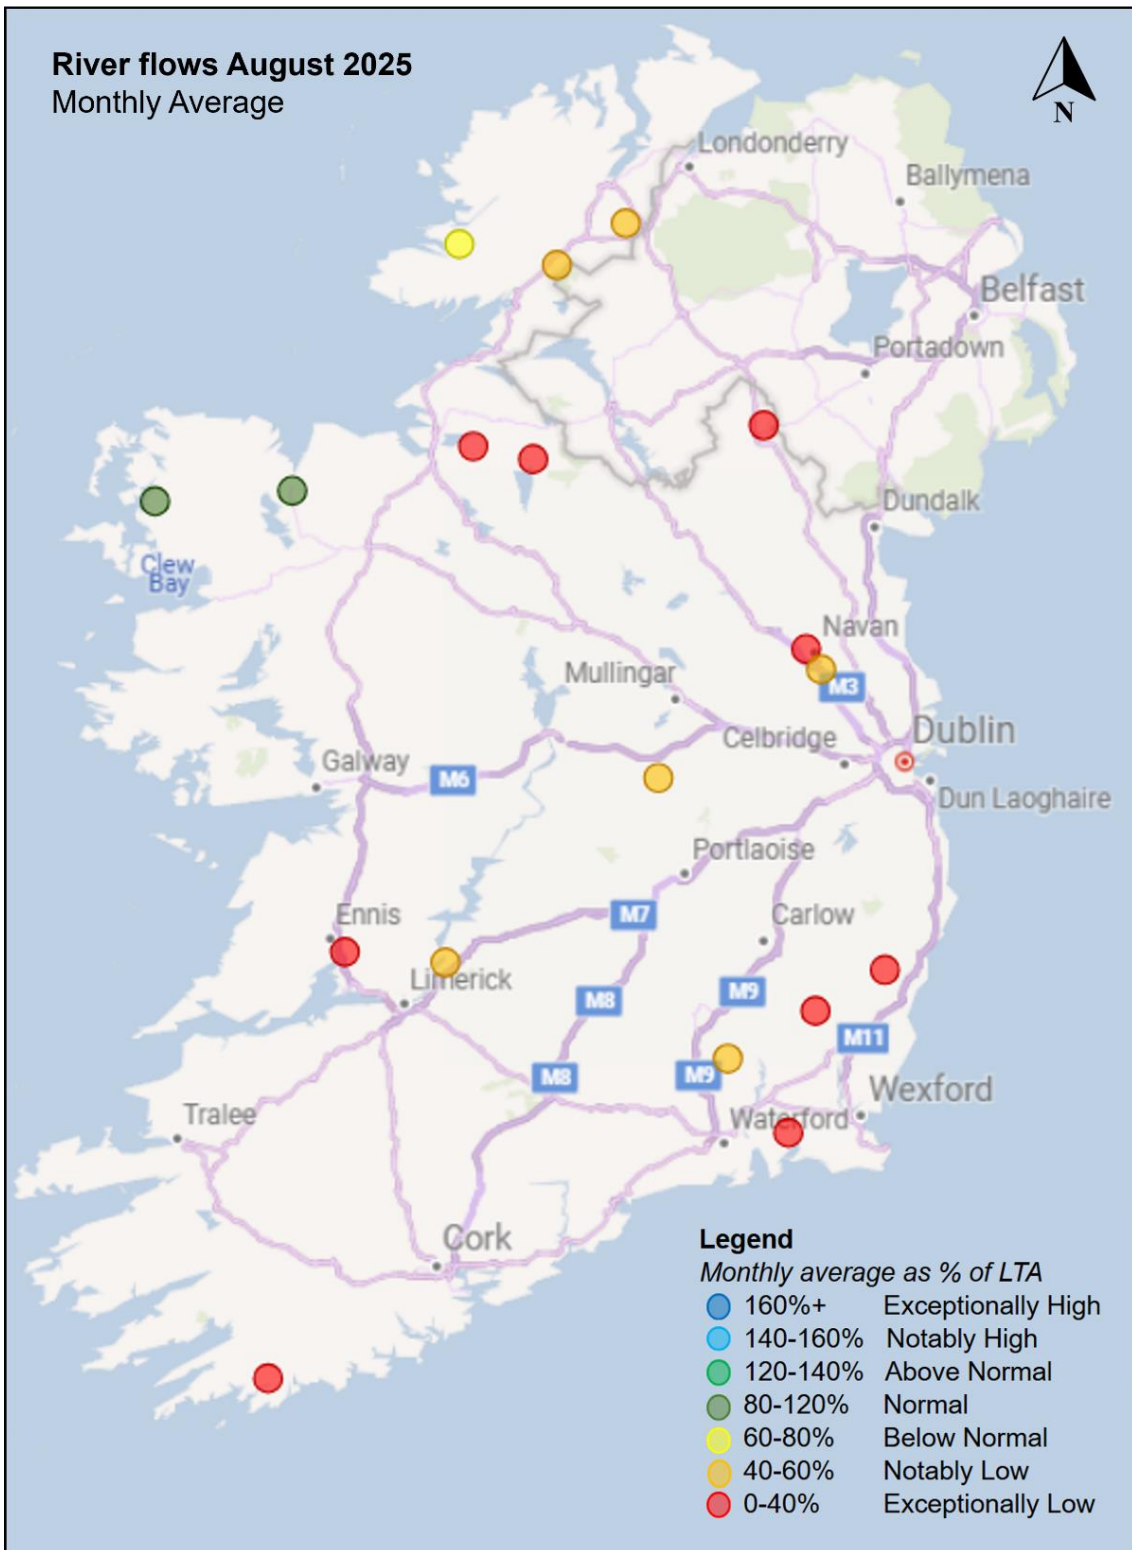 River flows August 2025
Monthly Average
N
Londonderry
Ballymena
Belfast
Portadown
Dundalk
Clew
Bay
Navan
M3
Mullingar
Celbridge
Dublin
Galway
M6
Dun Laoghaire
Portlaoise
Ennis
M7
Carlow
Limerick
M8
M9
M11
M8
M9
Wexford
Tralee
Waterford
Cork
Legend
Monthly average as % of LTA
160%+ Exceptionally High
140-160% Notably High
120-140% Above Normal
80-120% Normal
60-80% Below Normal
40-60% Notably Low
0-40% Exceptionally Low